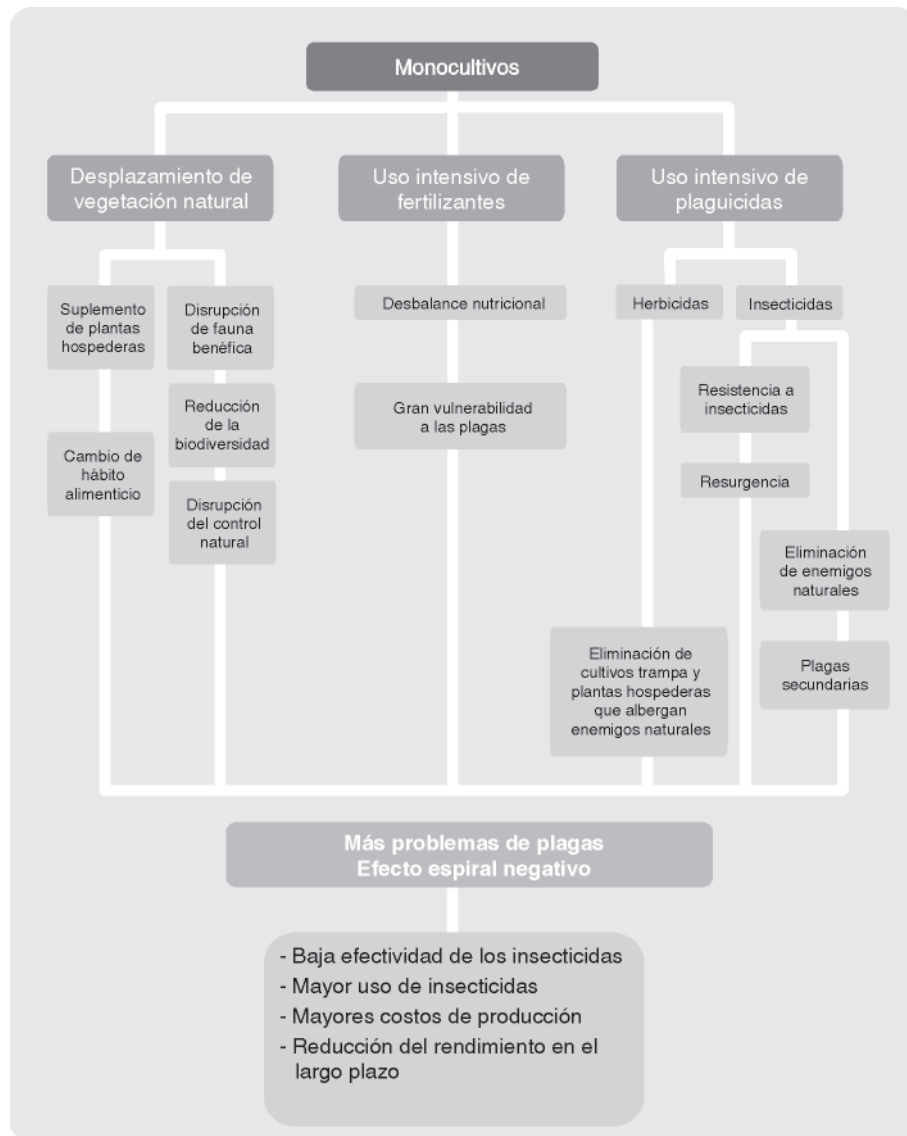 Monocultivos
Desplazamiento de
vegetación natural
Uso intensivo de
fertilizantes
Uso intensivo de
plaguicidas
Suplemento
de plantas
hospederas
Disrupción
de fauna
benéfica
Desbalance nutricional
Herbicidas
Insecticidas
Reducción
de la
biodiversidad
Gran vulnerabilidad
a las plagas
Resistencia a
insecticidas
Cambio de
hábito
alimenticio
Disrupción
del control
natural
Resurgencia
Eliminación
de enemigos
naturales
Eliminación de
cultivos trampa y
plantas hospederas
que albergan
enemigos naturales
Plagas
secundarias
Más problemas de plagas
Efecto espiral negativo
- Baja efectividad de los insecticidas
- Mayor uso de insecticidas
- Mayores costos de producción
- Reducción del rendimiento en el
largo plazo